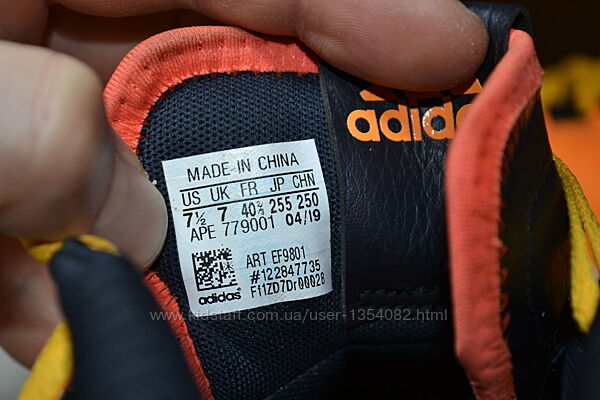 adidas
MADE IN CHINA
US UK FR JP CHN
7½ 7 40⅔ 255 250
APE 779001 04/19
ART EF9801
#122847735
F11ZD7Dr00028
adidas
www.kidstaff.com.ua/user-1354082.html